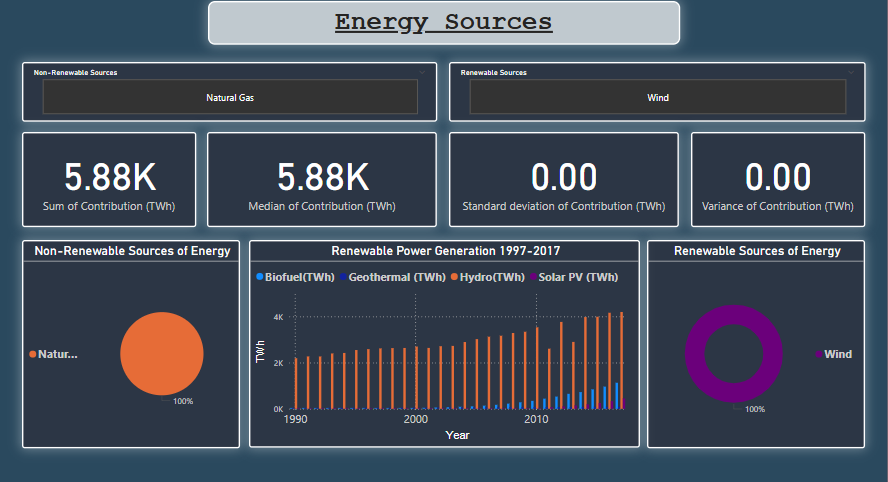 Energy Sources
Non-Renewable Sources
Natural Gas
Renewable Sources
Wind
5.88K
Sum of Contribution (TWh)
5.88K
Median of Contribution (TWh)
0.00
Standard deviation of Contribution (TWh)
0.00
Variance of Contribution (TWh)
Non-Renewable Sources of Energy
Natur...
100%
Renewable Power Generation 1997-2017
Biofuel(TWh) Geothermal (TWh) Hydro(TWh) Solar PV (TWh)
TWh
4K
2K
0K
1990 2000 2010
Year
Renewable Sources of Energy
Wind
100%